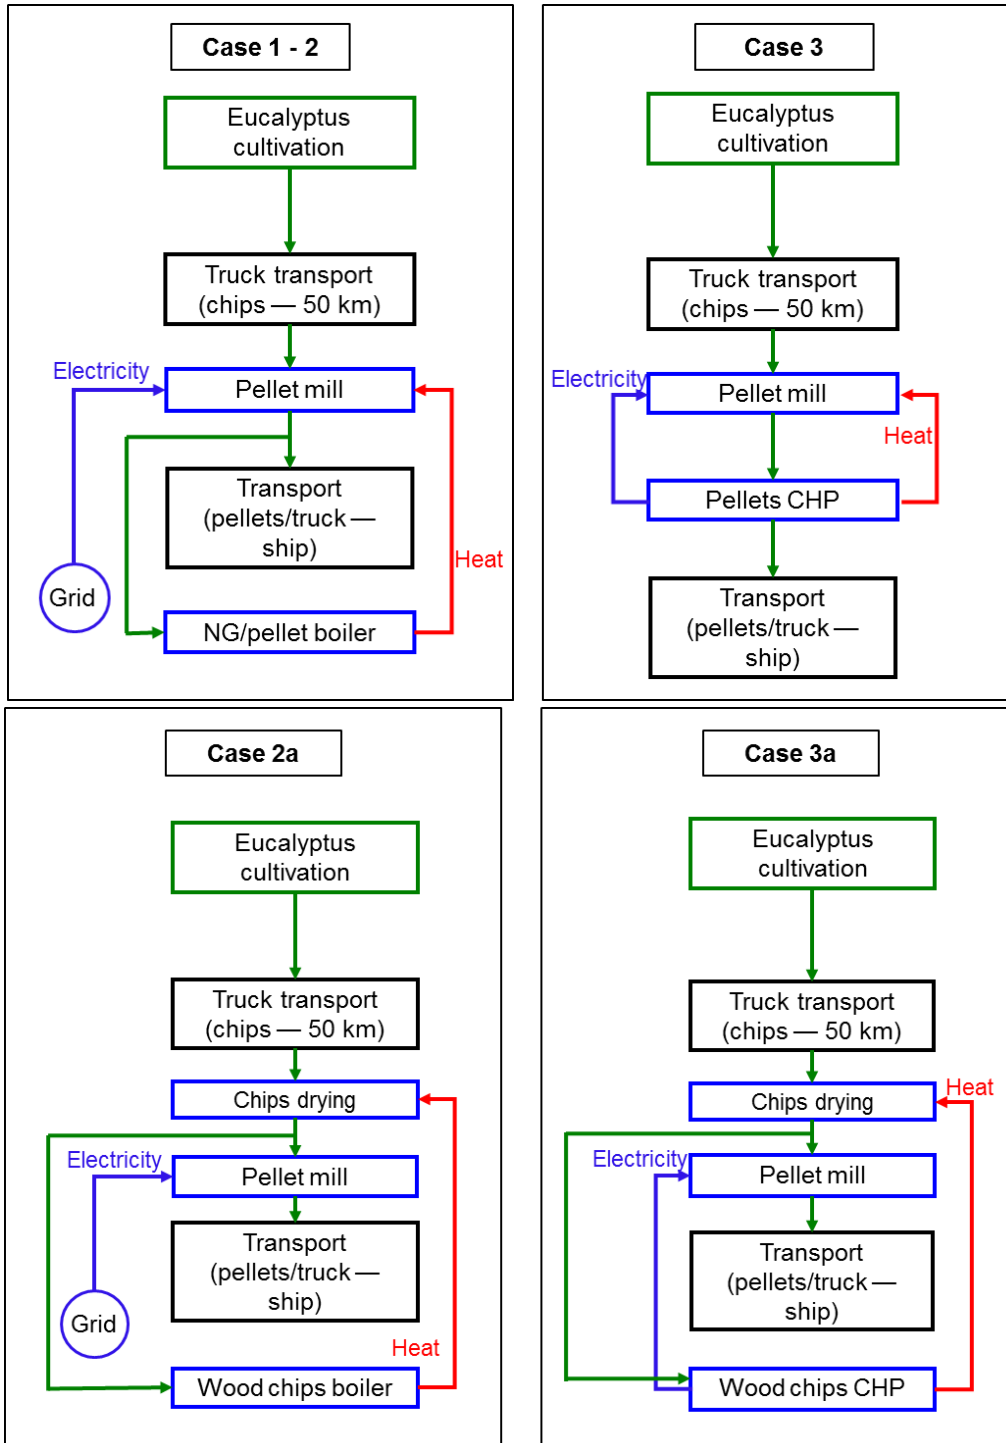 Case 1 - 2
Eucalyptus
cultivation
Truck transport
(chips — 50 km)
Electricity
Pellet mill
Transport
(pellets/truck —
ship)
Heat
Grid
NG/pellet boiler
Case 3
Eucalyptus
cultivation
Truck transport
(chips — 50 km)
Electricity
Pellet mill
Heat
Pellets CHP
Transport
(pellets/truck —
ship)
Case 2a
Eucalyptus
cultivation
Truck transport
(chips — 50 km)
Chips drying
Electricity
Pellet mill
Transport
(pellets/truck —
ship)
Grid
Heat
Wood chips boiler
Case 3a
Eucalyptus
cultivation
Truck transport
(chips — 50 km)
Heat
Chips drying
Electricity
Pellet mill
Transport
(pellets/truck —
ship)
Wood chips CHP